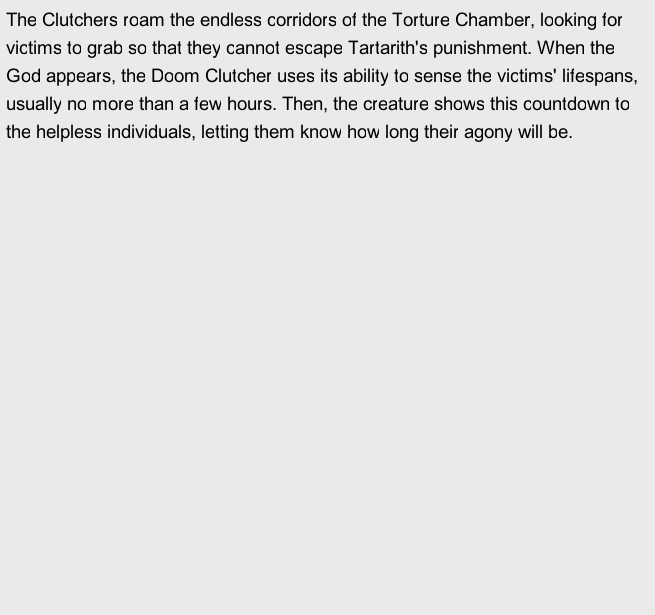 The Clutchers roam the endless corridors of the Torture Chamber, looking for
victims to grab so that they cannot escape Tartarith's punishment. When the
God appears, the Doom Clutcher uses its ability to sense the victims' lifespans,
usually no more than a few hours. Then, the creature shows this countdown to
the helpless individuals, letting them know how long their agony will be.